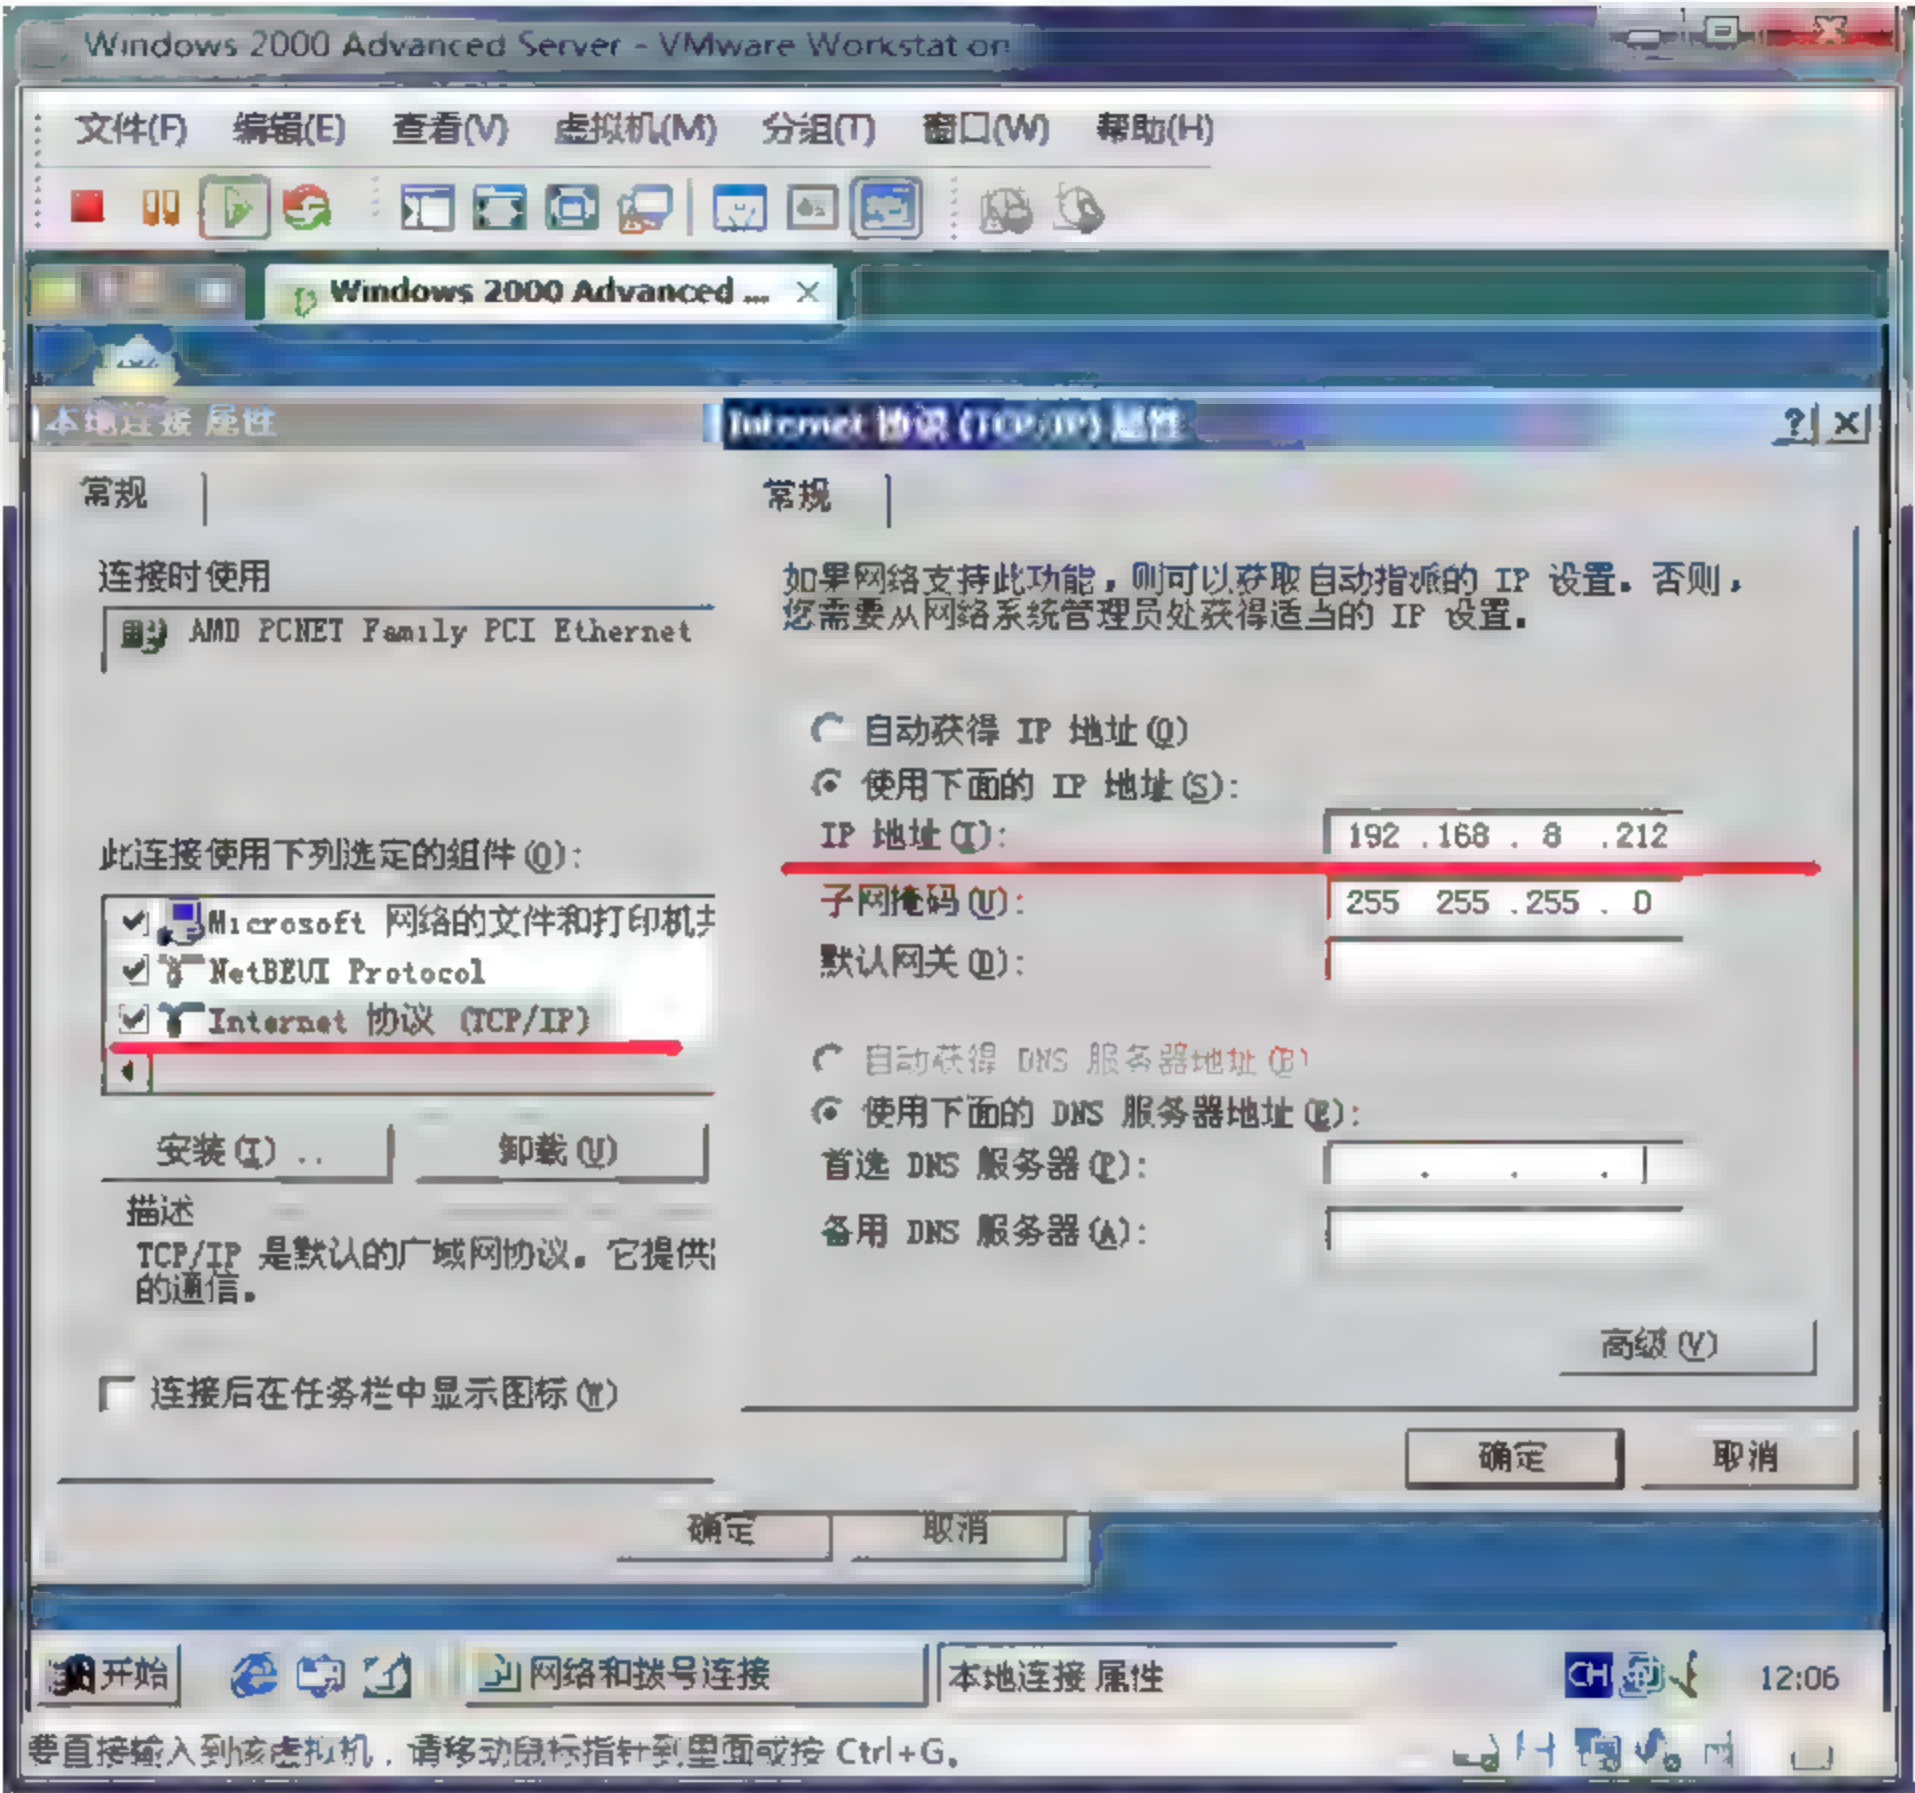 Windows 2000 Advanced Server - VMware Workstation
文件(F) 编辑(E) 查看(V) 虚拟机(M) 分组(T) 窗口(W) 帮助(H)
Windows 2000 Advanced ...
本地连接 属性
常规
连接时使用
AMD PCNET Family PCI Ethernet
此连接使用下列选定的组件(O):
Microsoft 网络的文件和打印机共
NetBEUI Protocol
Internet 协议 (TCP/IP)
安装(I)...
卸载(U)
描述
TCP/IP 是默认的广域网协议。它提供
的通信。
连接后在任务栏中显示图标(W)
确定
取消
Internet 协议 (TCP/IP) 属性
常规
如果网络支持此功能，则可以获取自动指派的 IP 设置。否则，
您需要从网络系统管理员处获得适当的 IP 设置。
自动获得 IP 地址(O)
使用下面的 IP 地址(S):
IP 地址(I): 192 .168 . 8 .212
子网掩码(U): 255 255 .255 . 0
默认网关(D):
自动获得 DNS 服务器地址(B)
使用下面的 DNS 服务器地址(E):
首选 DNS 服务器(P): . . .
备用 DNS 服务器(A):
高级(V)
确定
取消
开始
网络和拨号连接
本地连接 属性
CH
12:06
要直接输入到该虚拟机，请移动鼠标指针到里面或按 Ctrl+G。